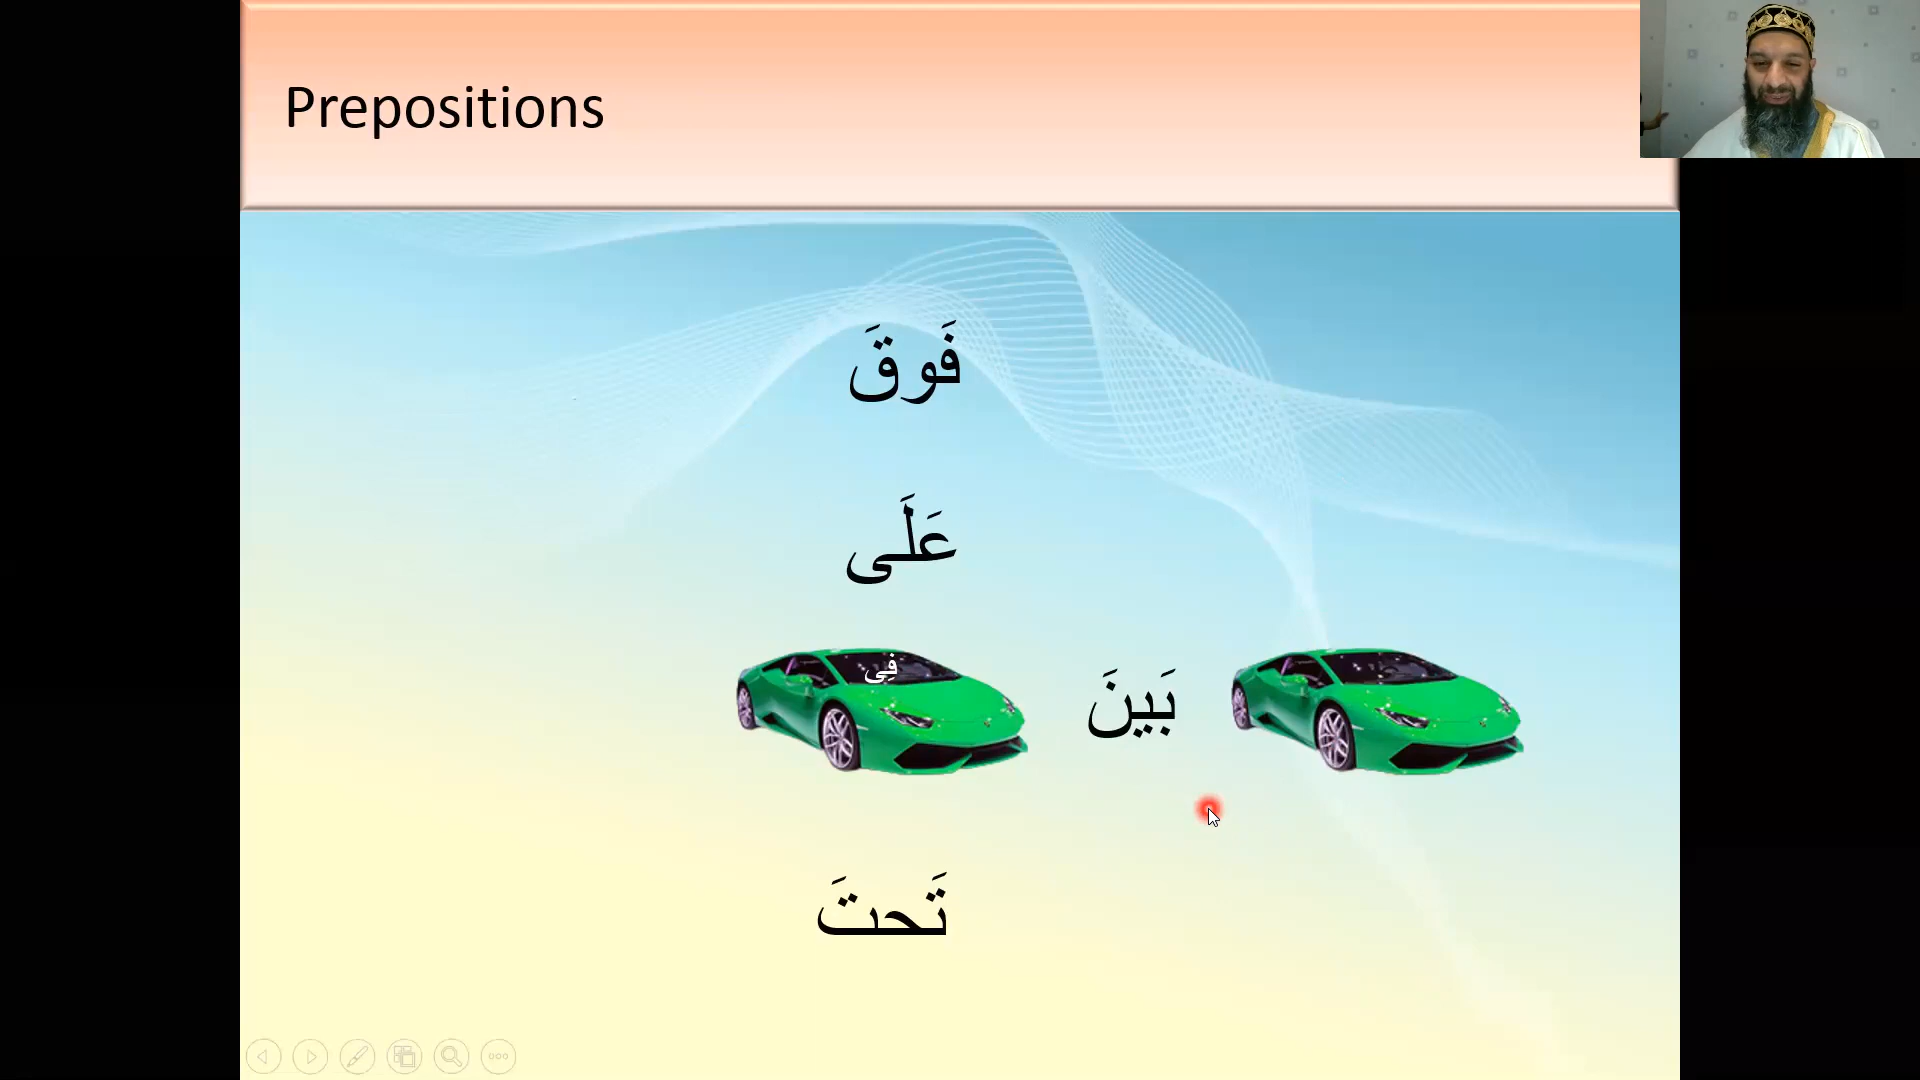 Prepositions
فَوقَ
عَلَى
فِى
بَينَ
تَحتَ